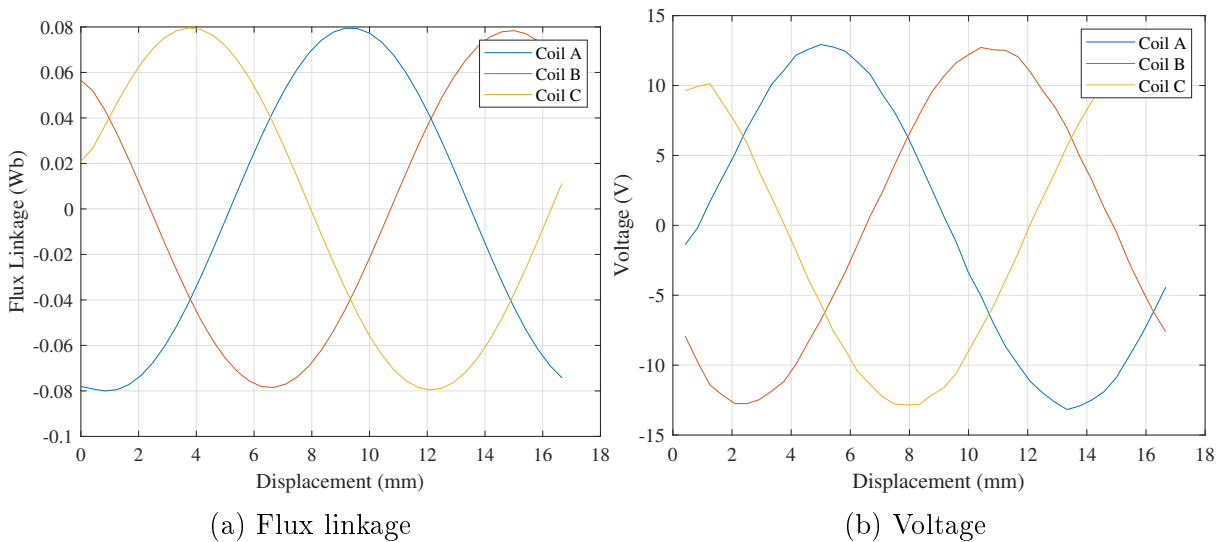 0.08
0.06
0.04
0.02
0
-0.02
-0.04
-0.06
-0.08
-0.1
Flux Linkage (Wb)
0 2 4 6 8 10 12 14 16 18
Displacement (mm)
Coil A
Coil B
Coil C
(a) Flux linkage
15
10
5
0
-5
-10
-15
Voltage (V)
0 2 4 6 8 10 12 14 16 18
Displacement (mm)
Coil A
Coil B
Coil C
(b) Voltage